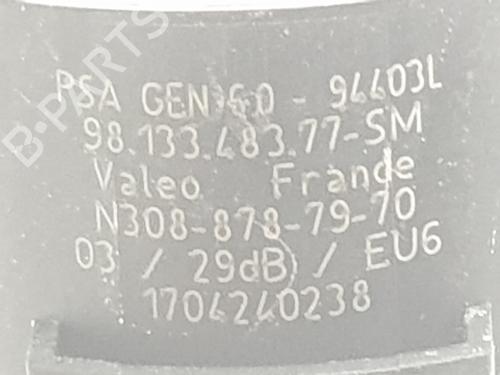 B-PARTS
PSA GEN 60 - 94403L
98.133.483.77-SM
Valeo Frande
N308-878-79-70
03 / 29dB) / EU6
1704240238